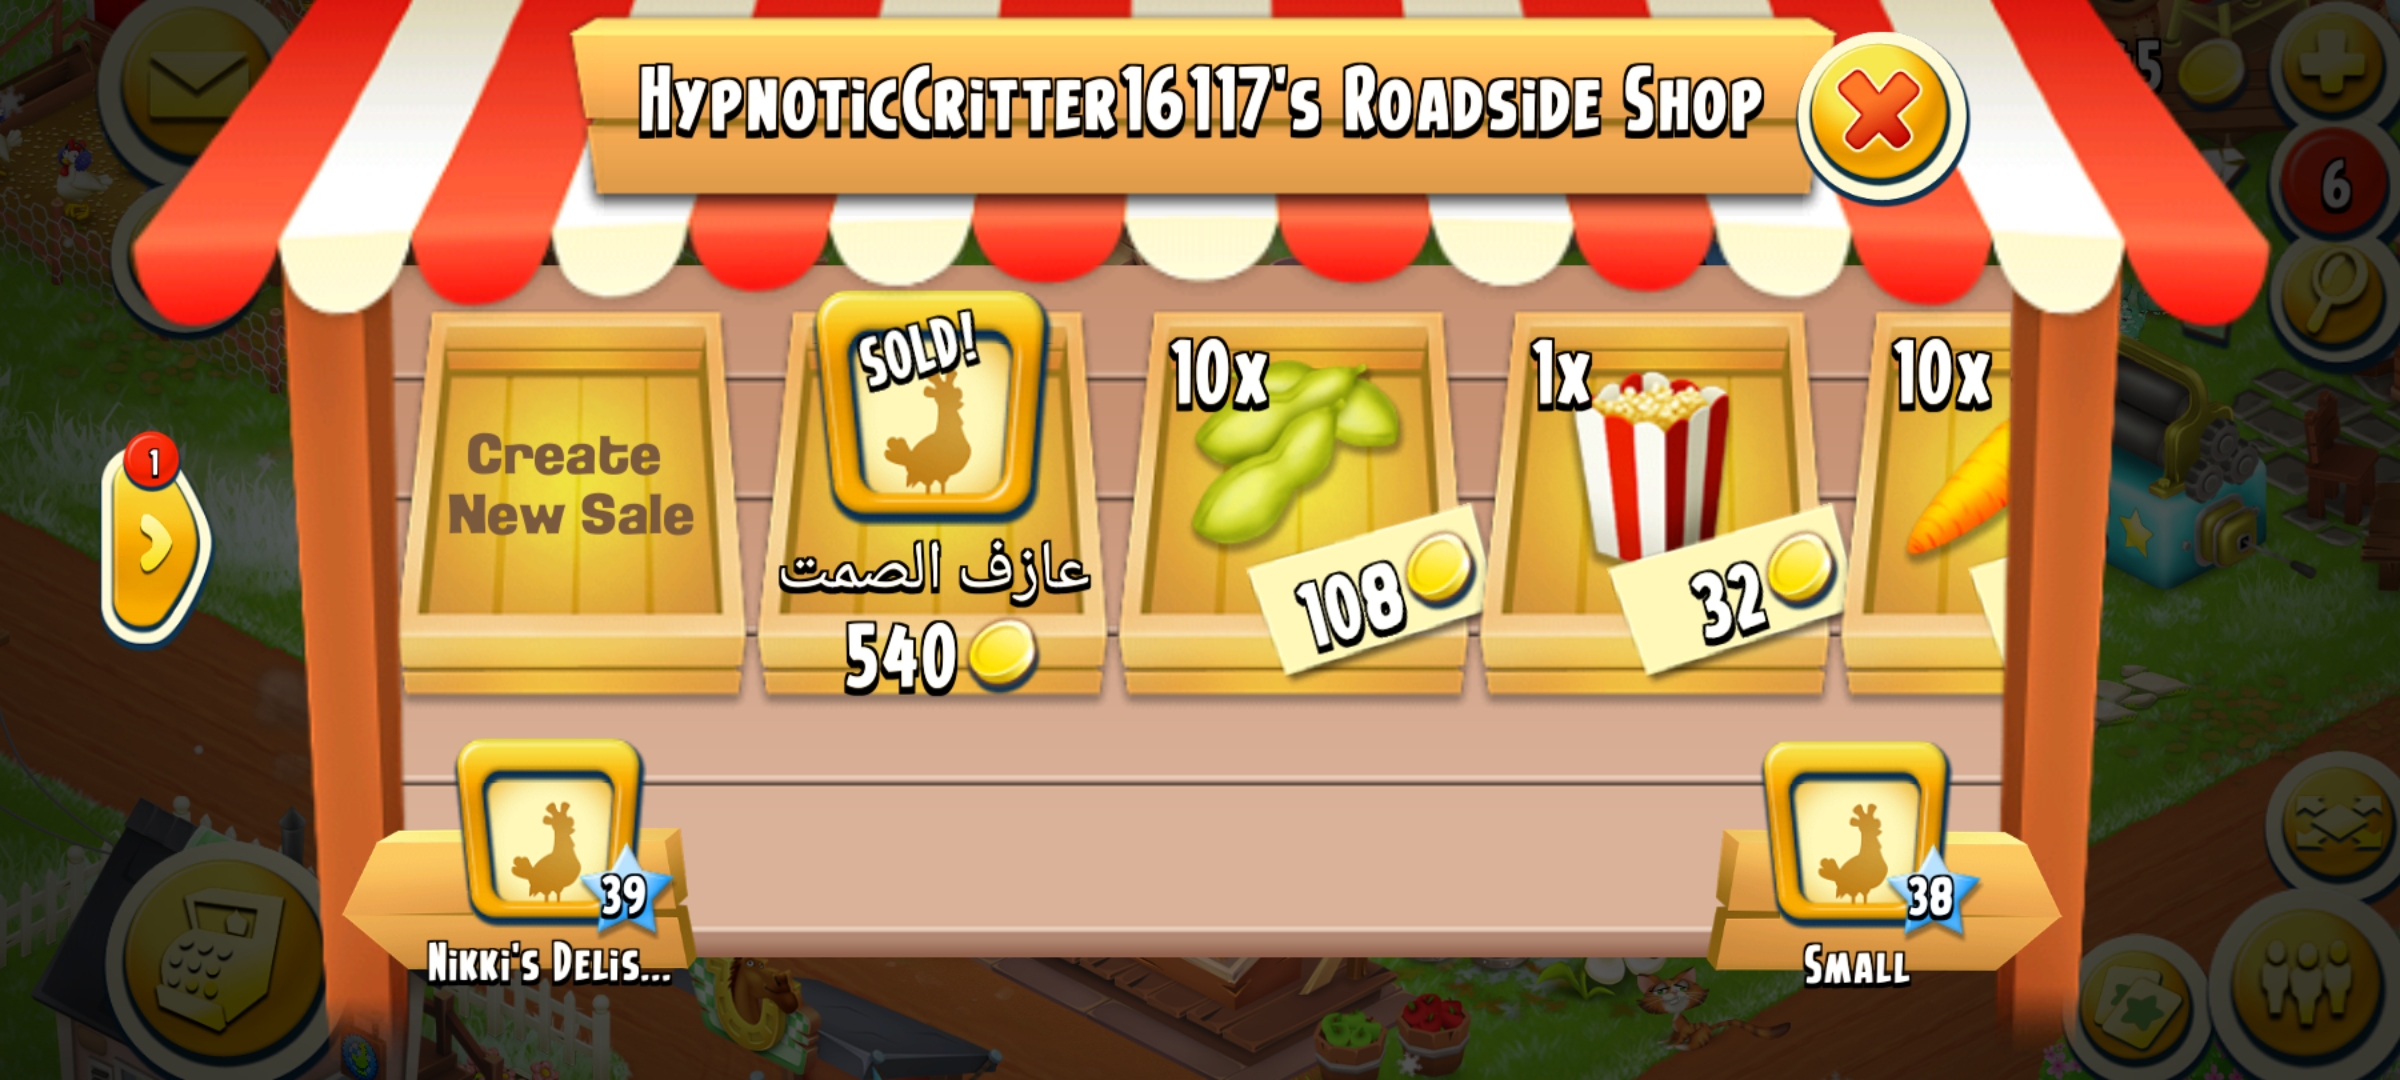 HypnoticCritter16117's Roadside Shop
45
6
1
Create
New Sale
SOLD!
عازف الصمت
540
10x
108
1x
32
10x
39
Nikki's Delis...
38
Small